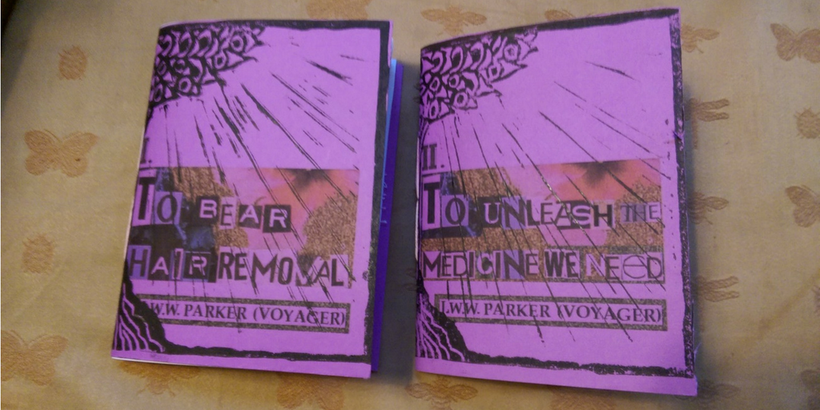 I.
TO BEAR
HAIR REMOVAL
J.W.W. PARKER (VOYAGER)
II.
TO UNLEASH THE
MEDICINE WE NEED
J.W.W. PARKER (VOYAGER)